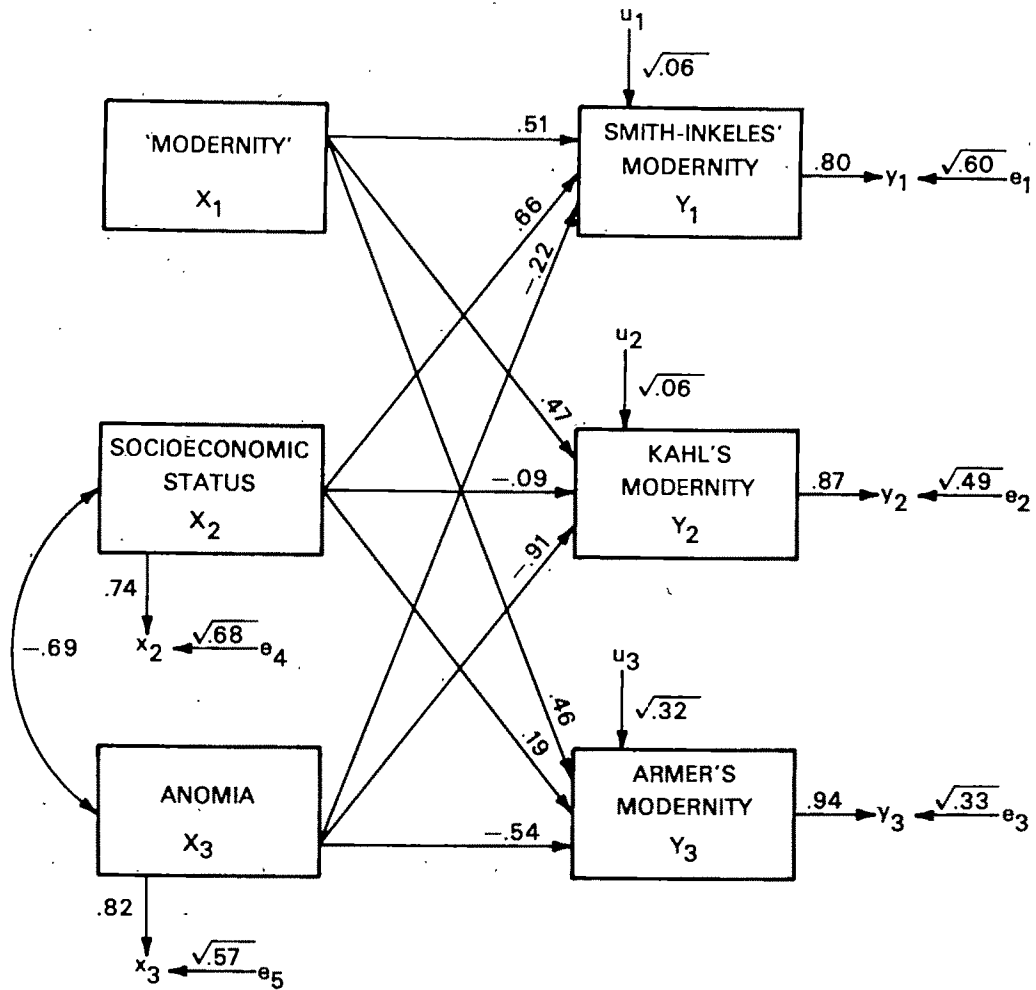 u1
√.06
'MODERNITY'
X1
.51
SMITH-INKELES'
MODERNITY
Y1
.80
y1
√.60
e1
.66
-.22
u2
√.06
.47
SOCIOECONOMIC
STATUS
X2
-.09
KAHL'S
MODERNITY
Y2
.87
y2
√.49
e2
-.91
.74
x2
√.68
e4
-.69
u3
√.32
.46
.19
ANOMIA
X3
-.54
ARMER'S
MODERNITY
Y3
.94
y3
√.33
e3
.82
x3
√.57
e5